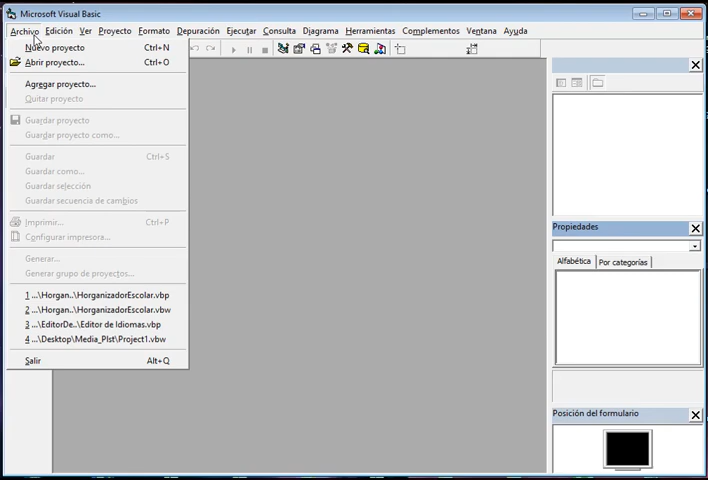 Microsoft Visual Basic
Archivo Edición Ver Proyecto Formato Depuración Ejecutar Consulta Diagrama Herramientas Complementos Ventana Ayuda
Nuevo proyecto Ctrl+N
Abrir proyecto... Ctrl+O
Agregar proyecto...
Quitar proyecto
Guardar proyecto
Guardar proyecto como...
Guardar Ctrl+S
Guardar como...
Guardar selección
Guardar secuencia de cambios
Imprimir... Ctrl+P
Configurar impresora...
Generar...
Generar grupo de proyectos...
1 ...\Horgan..\HorganizadorEscolar.vbp
2 ...\Horgan..\HorganizadorEscolar.vbw
3 ...\EditorDe..\Editor de Idiomas.vbp
4 ...\Desktop\Media_Plst\Project1.vbw
Salir Alt+Q
Propiedades
Alfabética Por categorías
Posición del formulario